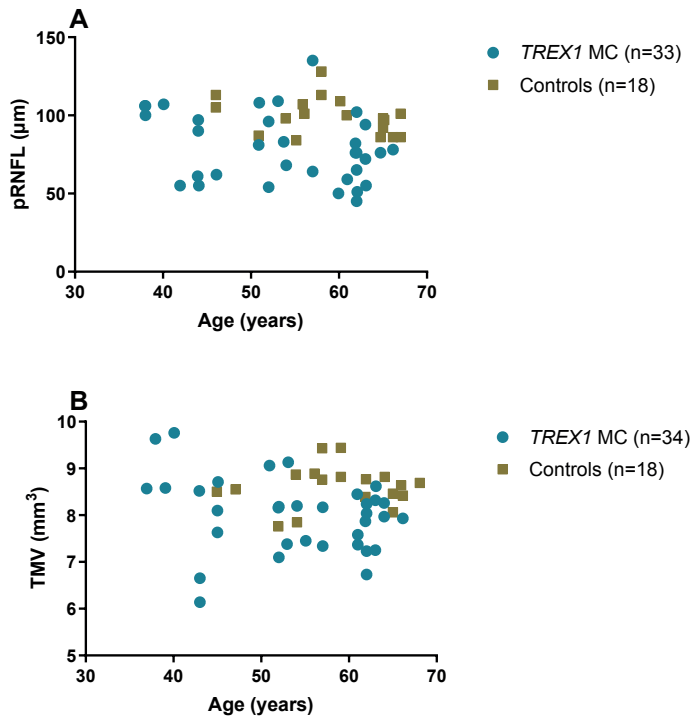 A
150
100
50
0
pRNFL (µm)
30 40 50 60 70
Age (years)
TREX1 MC (n=33)
Controls (n=18)
B
10
9
8
7
6
5
TMV (mm³)
30 40 50 60 70
Age (years)
TREX1 MC (n=34)
Controls (n=18)